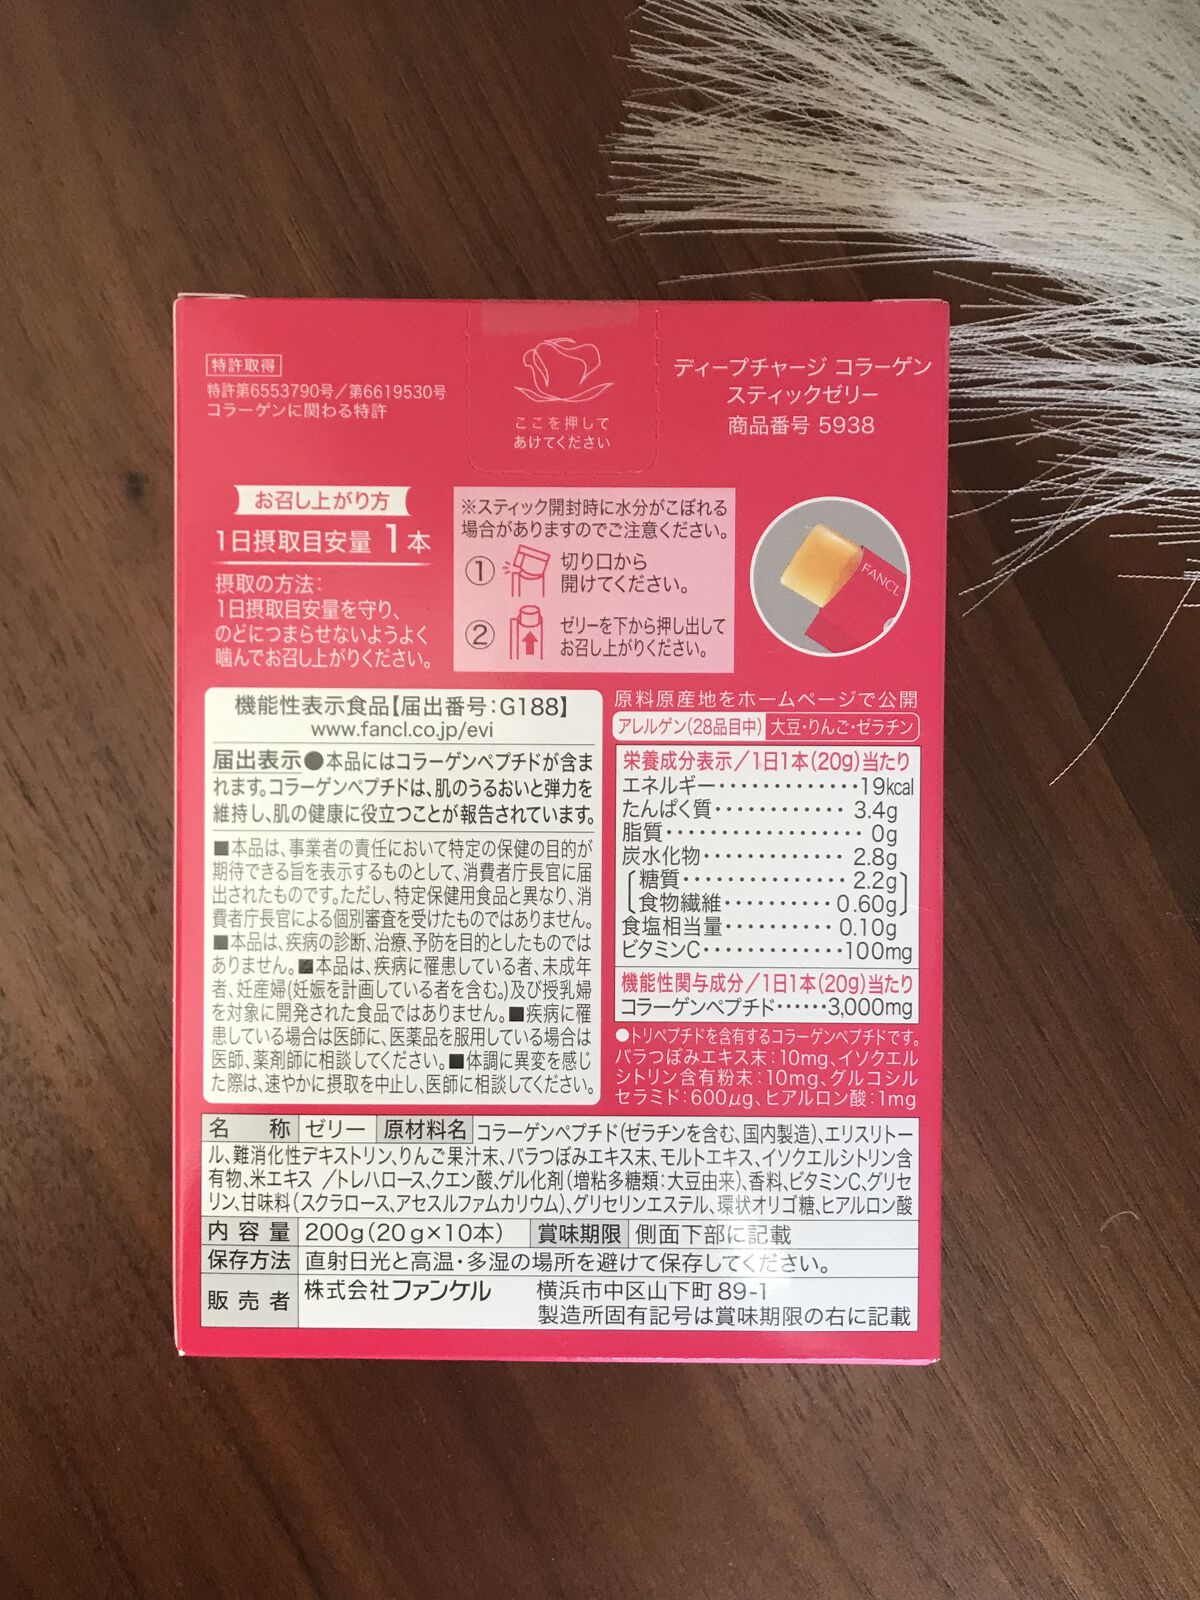 特許取得
特許第6553790号／第6619530号
コラーゲンに関わる特許
ここを押して
あけてください
ディープチャージ コラーゲン
スティックゼリー
商品番号 5938
お召し上がり方
1日摂取目安量 1本
摂取の方法：
1日摂取目安量を守り、
のどにつまらせないようよく
噛んでお召し上がりください。
※スティック開封時に水分がこぼれる
場合がありますのでご注意ください。
① 切り口から
開けてください。
② ゼリーを下から押し出して
お召し上がりください。
FANCL
機能性表示食品【届出番号：G188】
www.fancl.co.jp/evi
届出表示●本品にはコラーゲンペプチドが含ま
れます。コラーゲンペプチドは、肌のうるおいと弾力を
維持し、肌の健康に役立つことが報告されています。
■本品は、事業者の責任において特定の保健の目的が
期待できる旨を表示するものとして、消費者庁長官に届
出されたものです。ただし、特定保健用食品と異なり、消
費者庁長官による個別審査を受けたものではありません。
■本品は、疾病の診断、治療、予防を目的としたものでは
ありません。■本品は、疾病に罹患している者、未成年
者、妊産婦(妊娠を計画している者を含む。)及び授乳婦
を対象に開発された食品ではありません。■疾病に罹
患している場合は医師に、医薬品を服用している場合は
医師、薬剤師に相談してください。■体調に異変を感じ
た際は、速やかに摂取を中止し、医師に相談してください。
原料原産地をホームページで公開
アレルゲン(28品目中) 大豆・りんご・ゼラチン
栄養成分表示／1日1本(20g)当たり
エネルギー・・・・・・・・・・・・・19kcal
たんぱく質・・・・・・・・・・・・・3.4g
脂質・・・・・・・・・・・・・・・・・・0g
炭水化物・・・・・・・・・・・・・・2.8g
糖質・・・・・・・・・・・・・・・2.2g
食物繊維・・・・・・・・・・0.60g
食塩相当量・・・・・・・・・・・0.10g
ビタミンC・・・・・・・・・・・・・100mg
機能性関与成分／1日1本(20g)当たり
コラーゲンペプチド・・・・・・3,000mg
●トリペプチドを含有するコラーゲンペプチドです。
バラつぼみエキス末：10mg、イソクエル
シトリン含有粉末：10mg、グルコシル
セラミド：600μg、ヒアルロン酸：1mg
名称 ゼリー 原材料名 コラーゲンペプチド(ゼラチンを含む、国内製造)、エリスリトー
ル、難消化性デキストリン、りんご果汁末、バラつぼみエキス末、モルトエキス、イソクエルシトリン含
有物、米エキス ／トレハロース、クエン酸、ゲル化剤（増粘多糖類：大豆由来）、香料、ビタミンC、グリセ
リン、甘味料（スクラロース、アセスルファムカリウム）、グリセリンエステル、環状オリゴ糖、ヒアルロン酸
内容量 200g(20g×10本) 賞味期限 側面下部に記載
保存方法 直射日光と高温・多湿の場所を避けて保存してください。
販売者 株式会社ファンケル 横浜市中区山下町89-1
製造所固有記号は賞味期限の右に記載